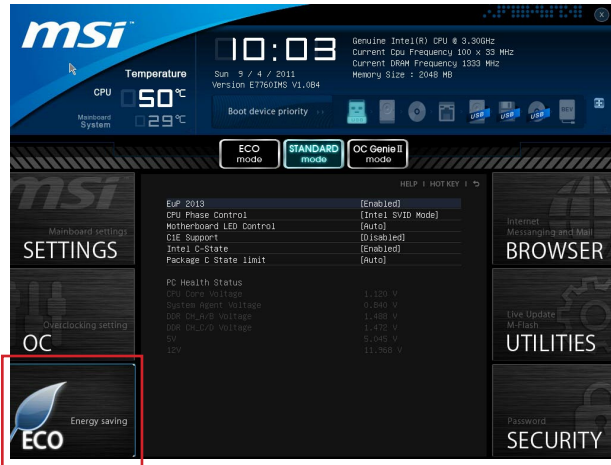 msi
Temperature
CPU 50°C
Mainboard System 29°C
10:03
Sun 9 / 4 / 2011
Version E7760IMS V1.0B4
Genuine Intel(R) CPU @ 3.30GHz
Current Cpu Frequency 100 x 33 MHz
Current DRAM Frequency 1333 MHz
Memory Size : 2048 MB
Boot device priority
USB USB USB REV
ECO mode
STANDARD mode
OC Genie II mode
HELP | HOT KEY |
msi
Mainboard settings
SETTINGS
Overclocking setting
OC
Energy saving
ECO
EuP 2013 [Enabled]
CPU Phase Control [Intel SVID Mode]
Motherboard LED Control [Auto]
C1E Support [Disabled]
Intel C-State [Enabled]
Package C State limit [Auto]
PC Health Status
CPU Core Voltage 1.120 V
System Agent Voltage 0.840 V
DDR CH_A/B Voltage 1.488 V
DDR CH_C/D Voltage 1.472 V
5V 5.045 V
12V 11.968 V
Internet
Messanging and Mail
BROWSER
Live Update
M-Flash
UTILITIES
Password
SECURITY